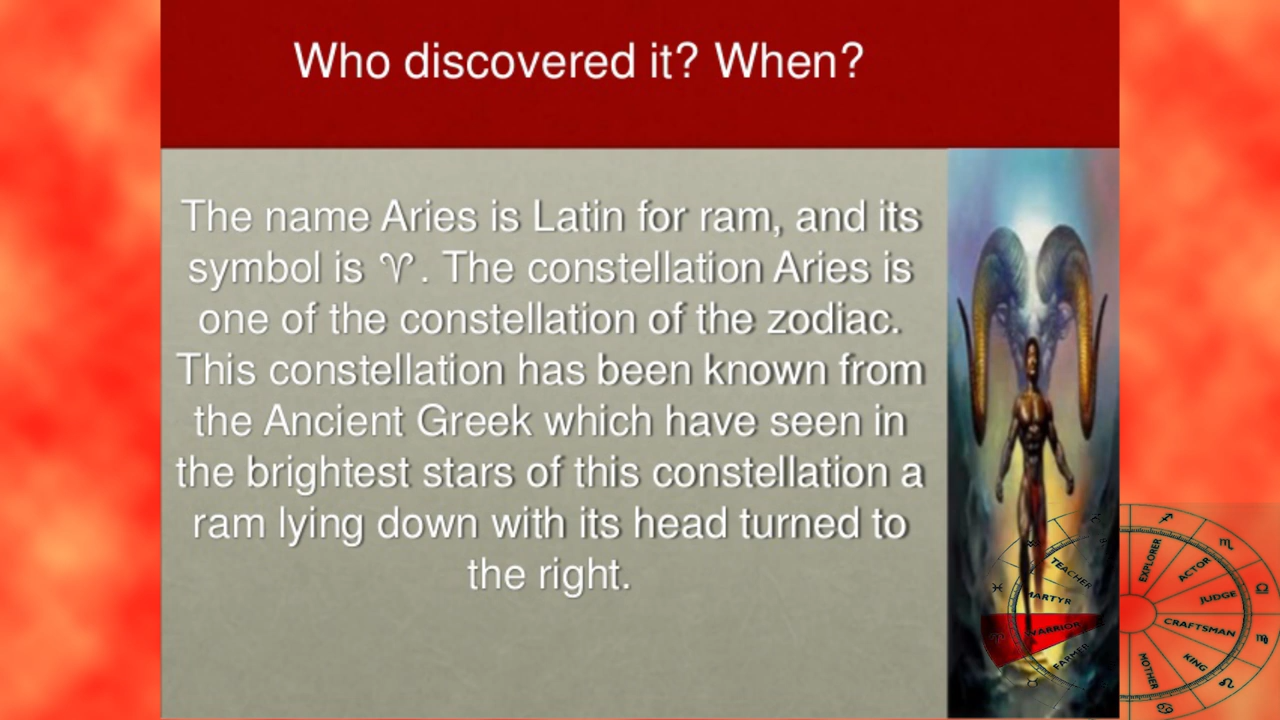 Who discovered it? When?
The name Aries is Latin for ram, and its
symbol is ♈︎. The constellation Aries is
one of the constellation of the zodiac.
This constellation has been known from
the Ancient Greek which have seen in
the brightest stars of this constellation a
ram lying down with its head turned to
the right.
TEACHER
MARTYR
WARRIOR
FARMER
EXPLORER
ACTOR
JUDGE
CRAFTSMAN
KING
MOTHER